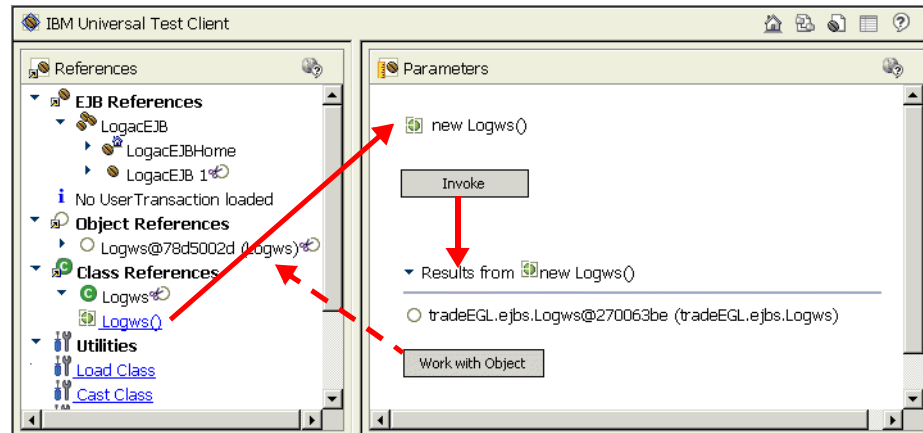 IBM Universal Test Client
References
EJB References
LogacEJB
LogacEJBHome
LogacEJB 1
No UserTransaction loaded
Object References
Logws@78d5002d (Logws)
Class References
Logws
Logws()
Utilities
Load Class
Cast Class
Parameters
new Logws()
Invoke
Results from new Logws()
tradeEGL.ejbs.Logws@270063be (tradeEGL.ejbs.Logws)
Work with Object